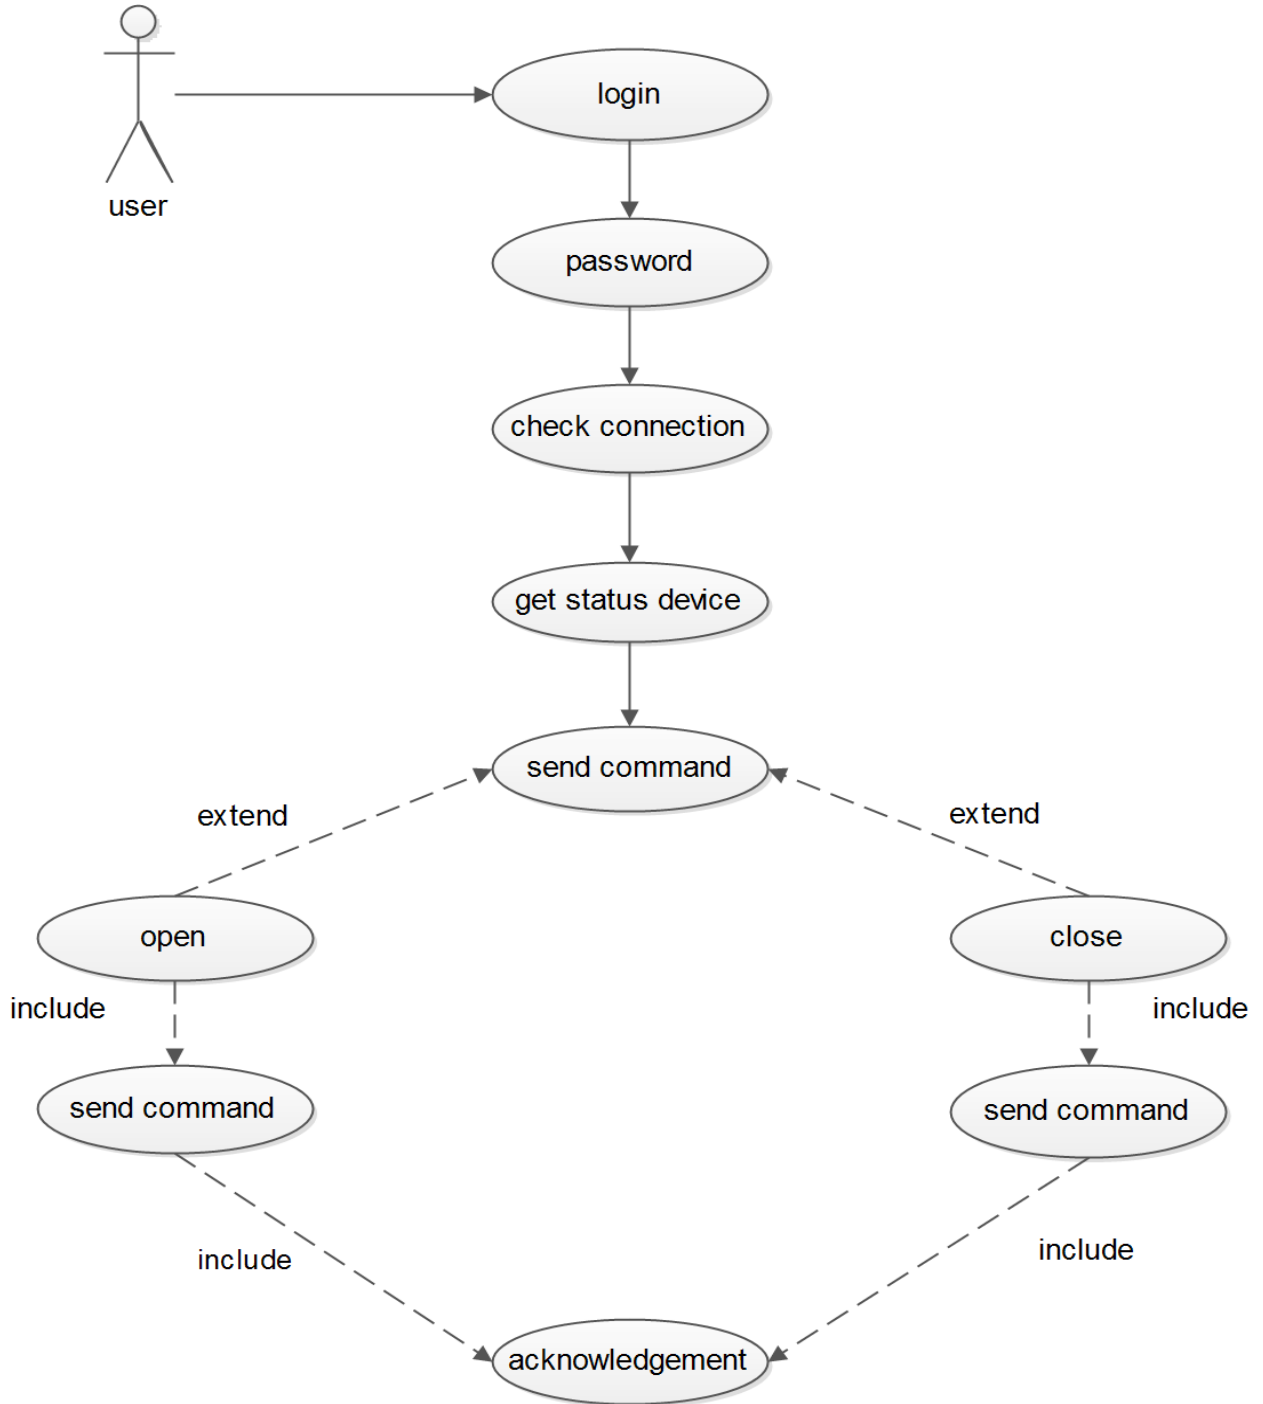 login
user
password
check connection
get status device
send command
extend
extend
open
close
include
include
send command
send command
include
include
acknowledgement